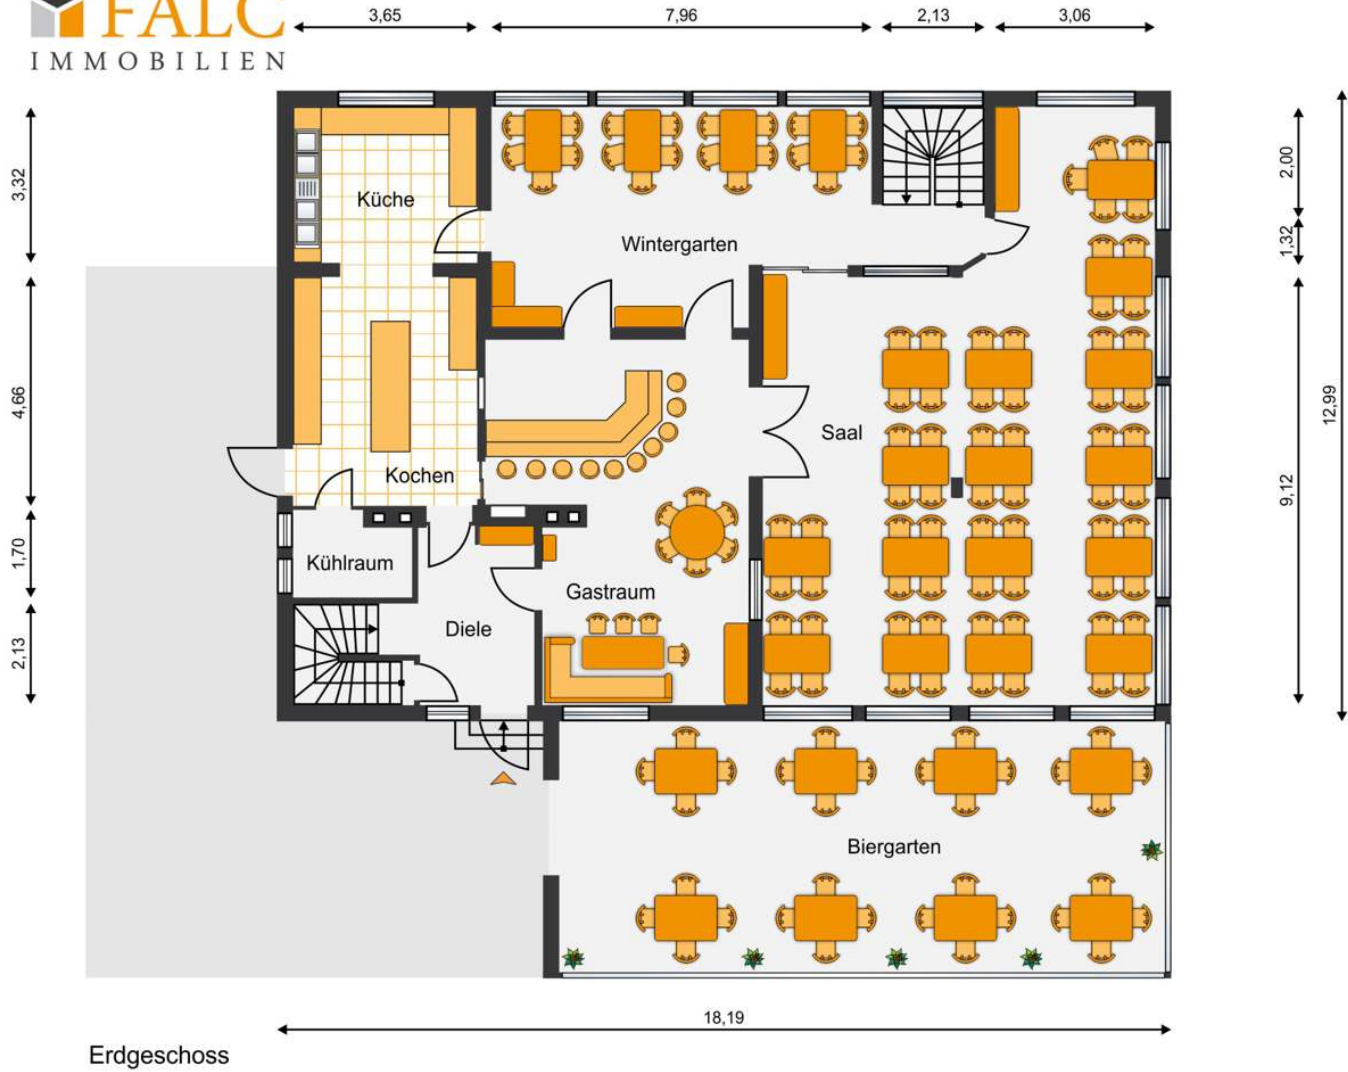 FALC
IMMOBILIEN
3,65
7,96
2,13
3,06
3,32
4,66
1,70
2,13
2,00
1,32
9,12
12,99
Küche
Wintergarten
Saal
Kochen
Kühlraum
Gastraum
Diele
Biergarten
18,19
Erdgeschoss